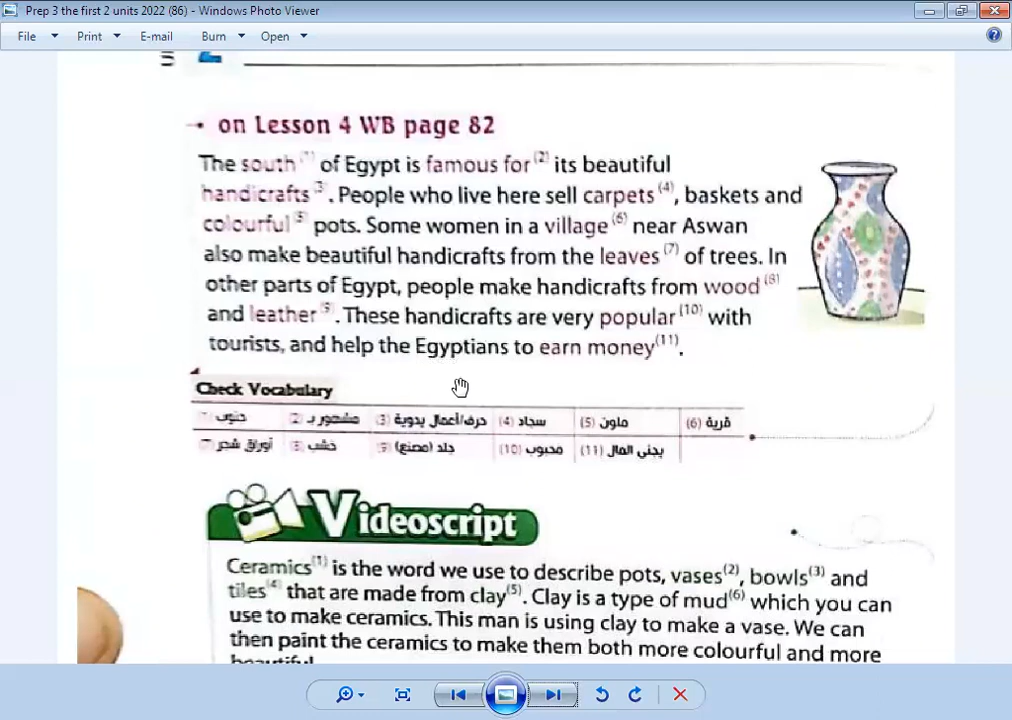 Prep 3 the first 2 units 2022 (86) - Windows Photo Viewer
File Print E-mail Burn Open
on Lesson 4 WB page 82
The south (1) of Egypt is famous for (2) its beautiful
handicrafts (3). People who live here sell carpets (4), baskets and
colourful (5) pots. Some women in a village (6) near Aswan
also make beautiful handicrafts from the leaves (7) of trees. In
other parts of Egypt, people make handicrafts from wood (8)
and leather (9). These handicrafts are very popular (10) with
tourists, and help the Egyptians to earn money (11).
Check Vocabulary
(1) جنوب (2) مشهور بـ (3) حرف/أعمال يدوية (4) سجاد (5) ملون (6) قرية
(7) أوراق شجر (8) خشب (9) جلد (مصنع) (10) محبوب (11) يجنى المال
Videoscript
Ceramics (1) is the word we use to describe pots, vases (2), bowls (3) and
tiles (4) that are made from clay (5). Clay is a type of mud (6) which you can
use to make ceramics. This man is using clay to make a vase. We can
then paint the ceramics to make them both more colourful and more
beautiful.